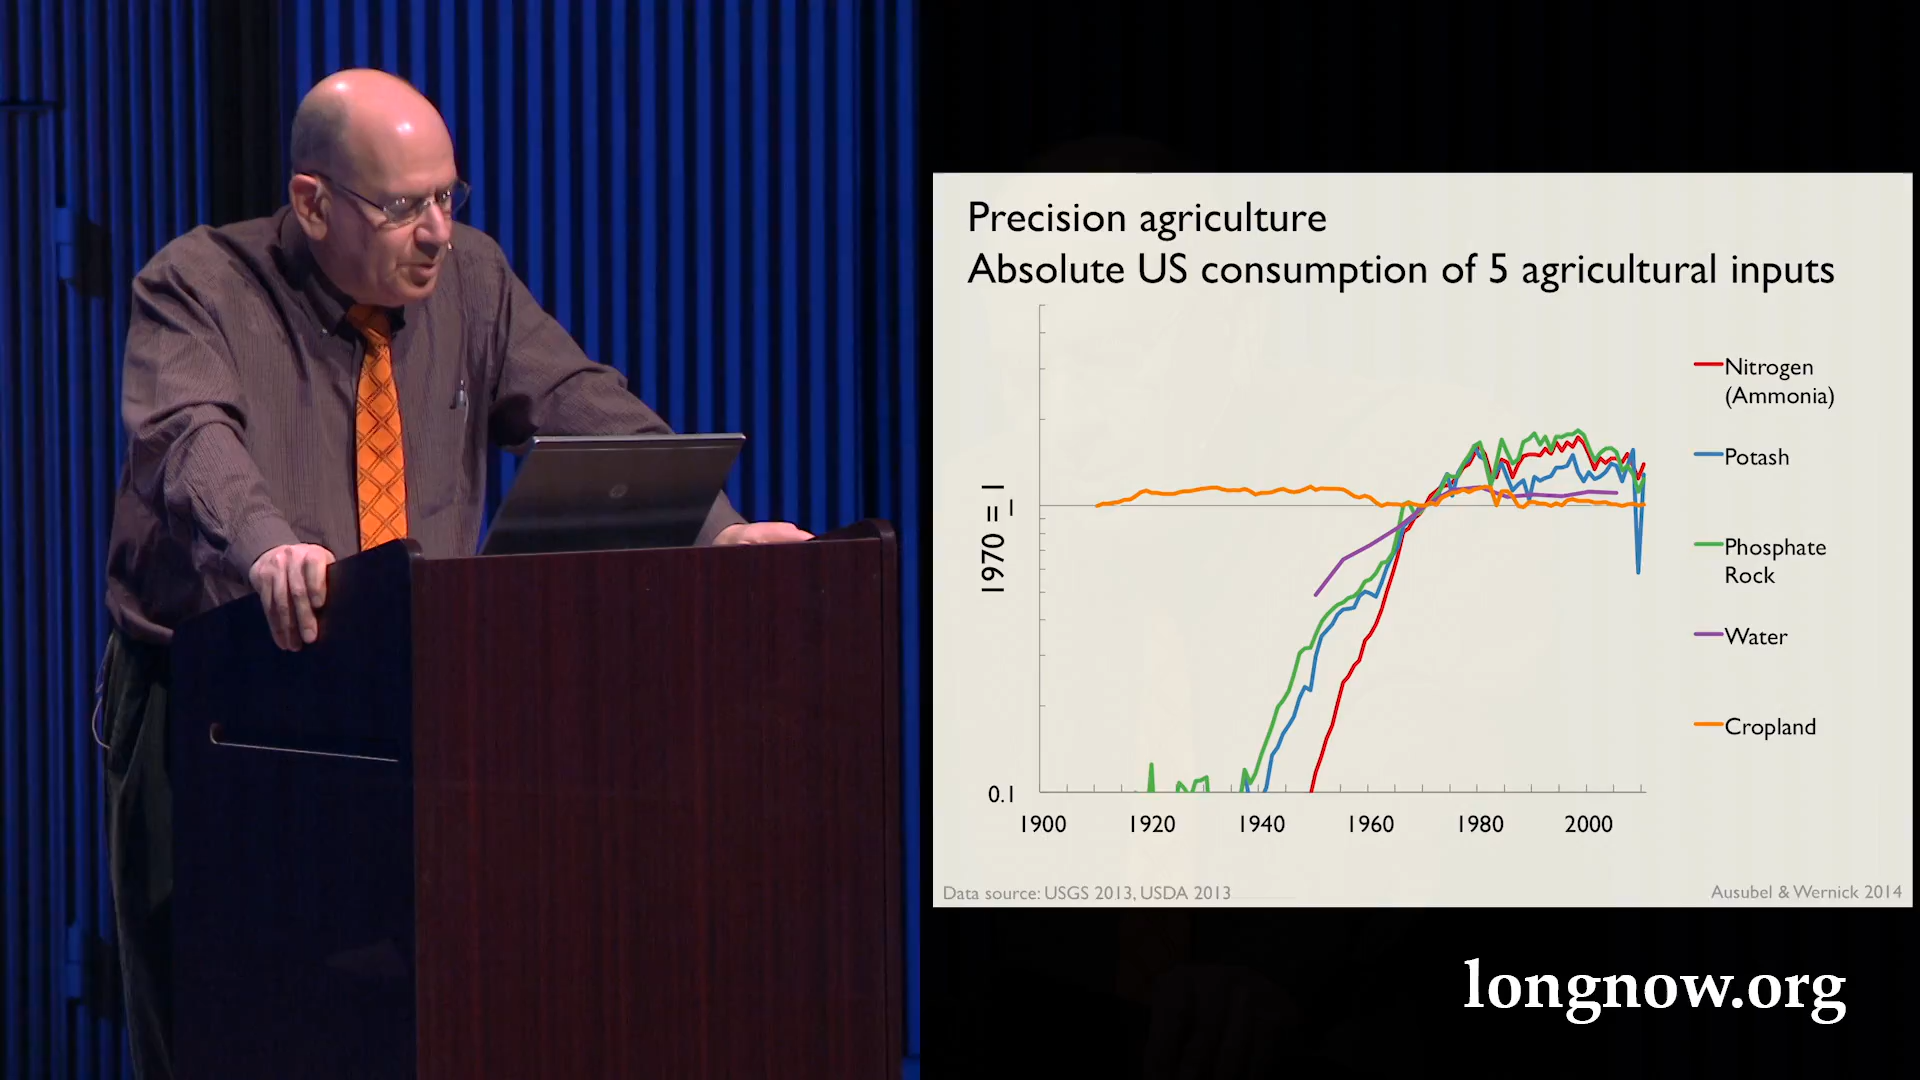 Precision agriculture
Absolute US consumption of 5 agricultural inputs
1970 = 1
1
0.1
1900 1920 1940 1960 1980 2000
Nitrogen
(Ammonia)
Potash
Phosphate
Rock
Water
Cropland
Data source: USGS 2013, USDA 2013
Ausubel & Wernick 2014
longnow.org